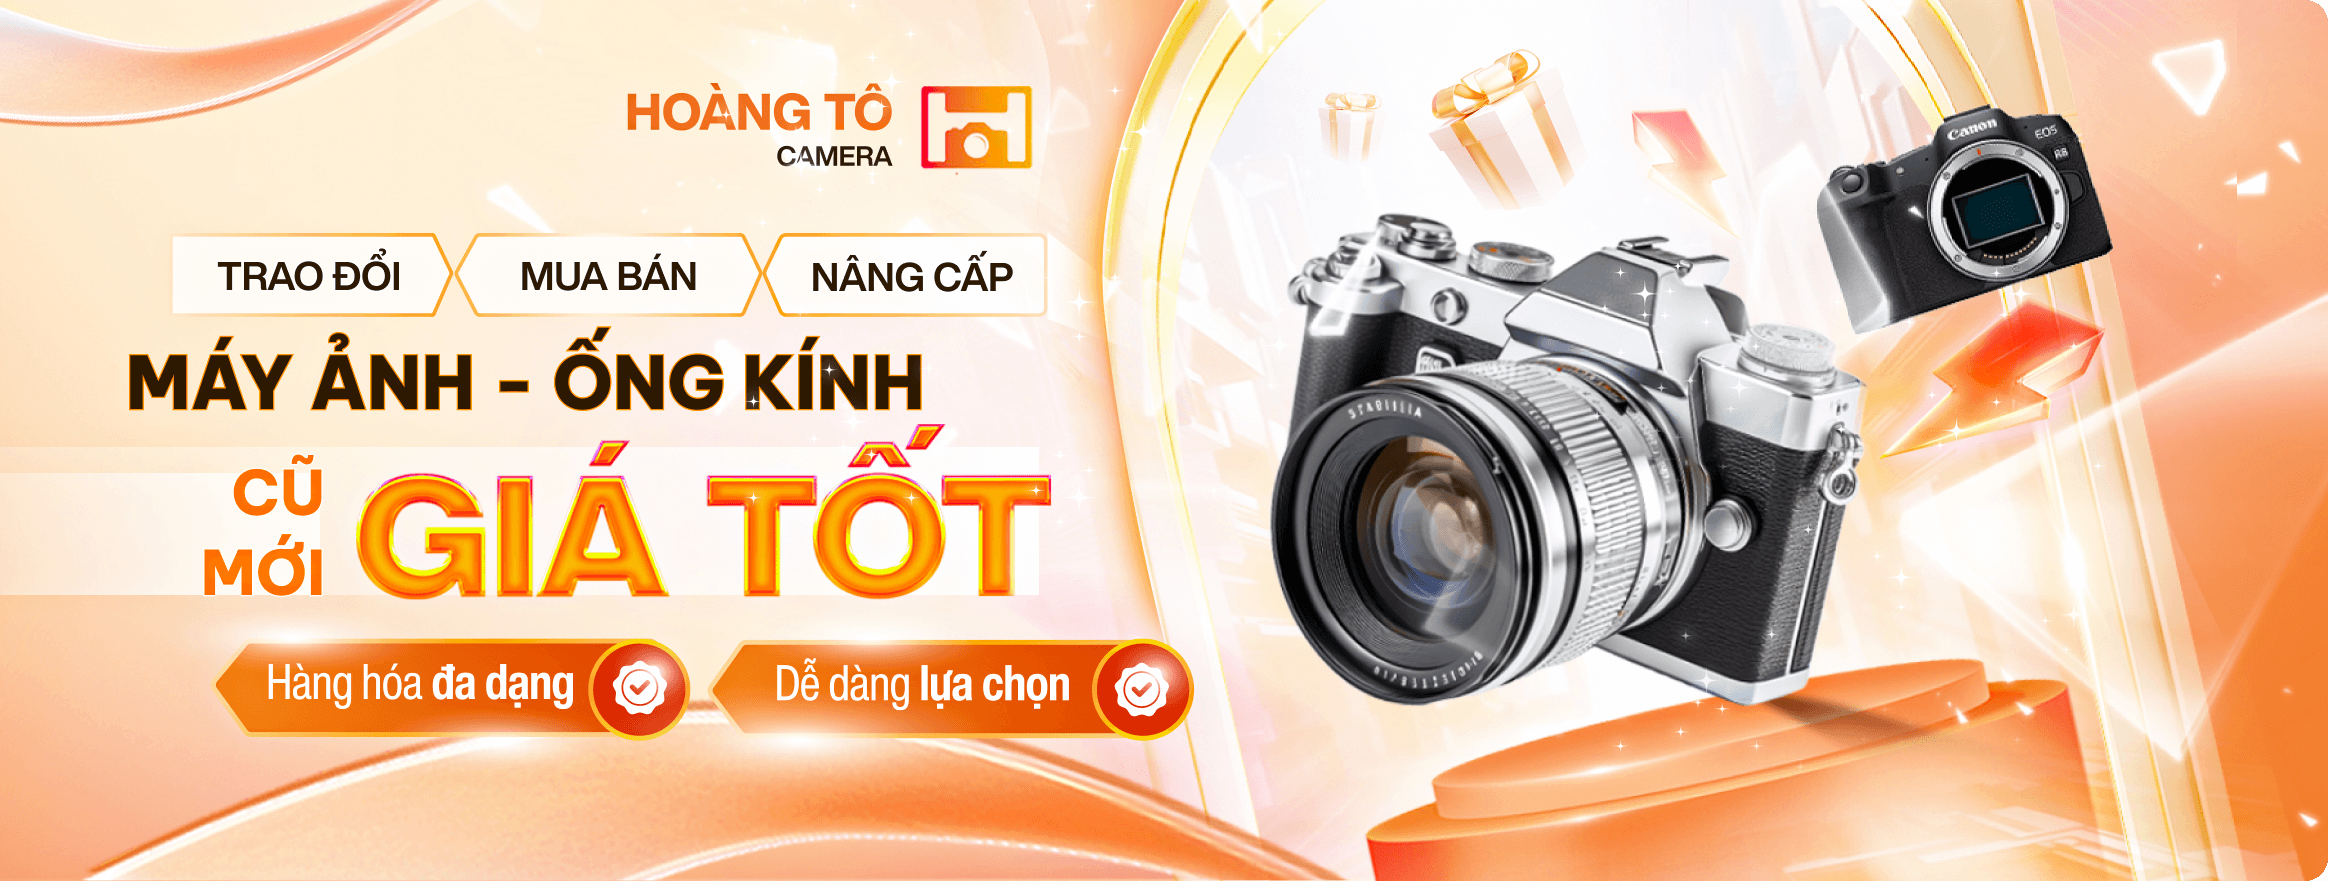 HOÀNG TÔ
CAMERA
TRAO ĐỔI
MUA BÁN
NÂNG CẤP
MÁY ẢNH - ỐNG KÍNH
CŨ
MỚI
GIÁ TỐT
Hàng hóa đa dạng
Dễ dàng lựa chọn
Canon
EOS
R8